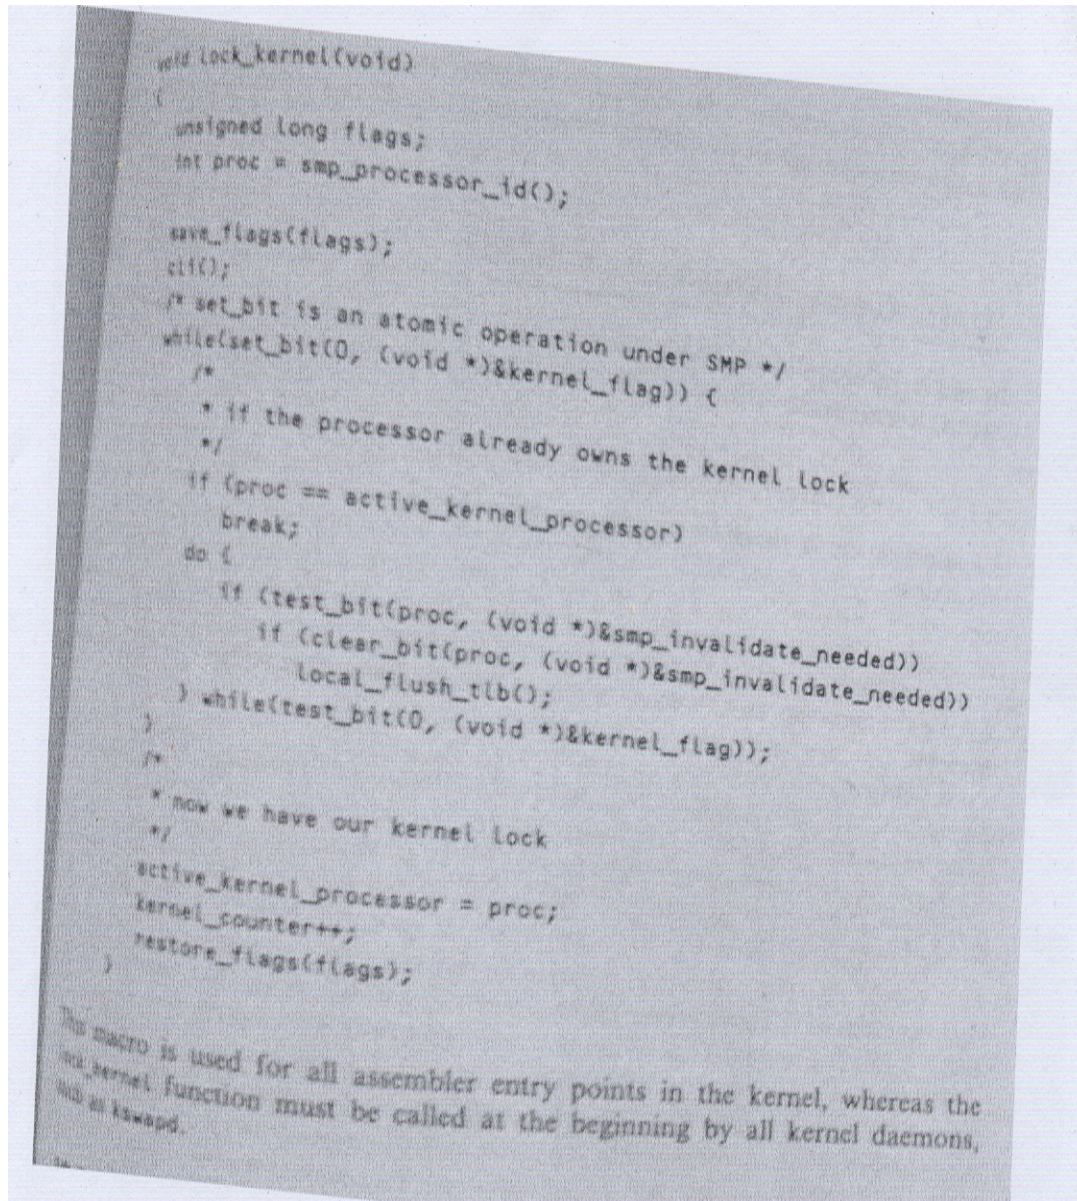 void lock_kernel(void)
{
unsigned long flags;
int proc = smp_processor_id();
save_flags(flags);
cli();
/* set_bit is an atomic operation under SMP */
while(set_bit(0, (void *)&kernel_flag)) {
/*
* if the processor already owns the kernel lock
*/
if (proc == active_kernel_processor)
break;
do {
if (test_bit(proc, (void *)&smp_invalidate_needed))
if (clear_bit(proc, (void *)&smp_invalidate_needed))
local_flush_tlb();
} while(test_bit(0, (void *)&kernel_flag));
}
/*
* now we have our kernel lock
*/
active_kernel_processor = proc;
kernel_counter++;
restore_flags(flags);
}
This macro is used for all assembler entry points in the kernel, whereas the
lock_kernel function must be called at the beginning by all kernel daemons,
such as kswapd.